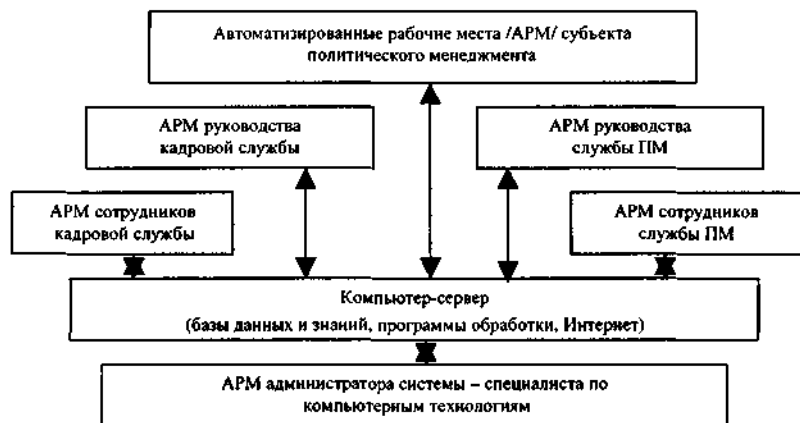 Автоматизированные рабочие места /АРМ/ субъекта
политического менеджмента
АРМ руководства
кадровой службы
АРМ руководства
службы ПМ
АРМ сотрудников
кадровой службы
АРМ сотрудников
службы ПМ
Компьютер-сервер
(базы данных и знаний, программы обработки, Интернет)
АРМ администратора системы – специалиста по
компьютерным технологиям